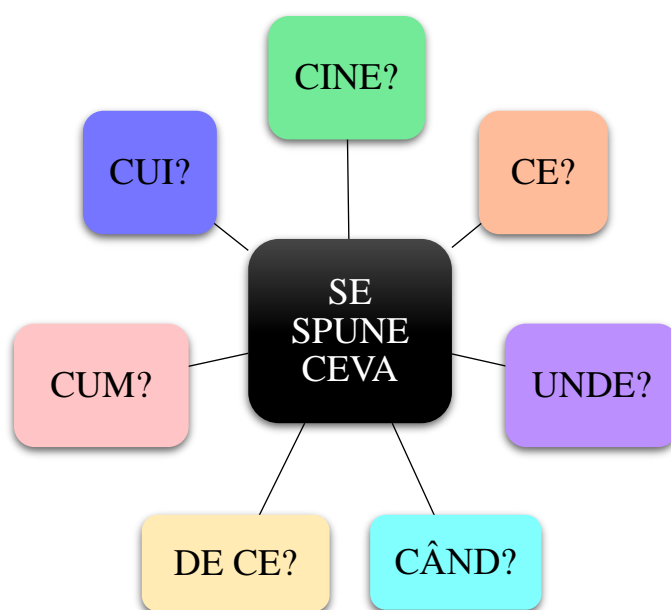 CINE?
CUI?
CE?
SE
SPUNE
CEVA
CUM?
UNDE?
DE CE?
CÂND?